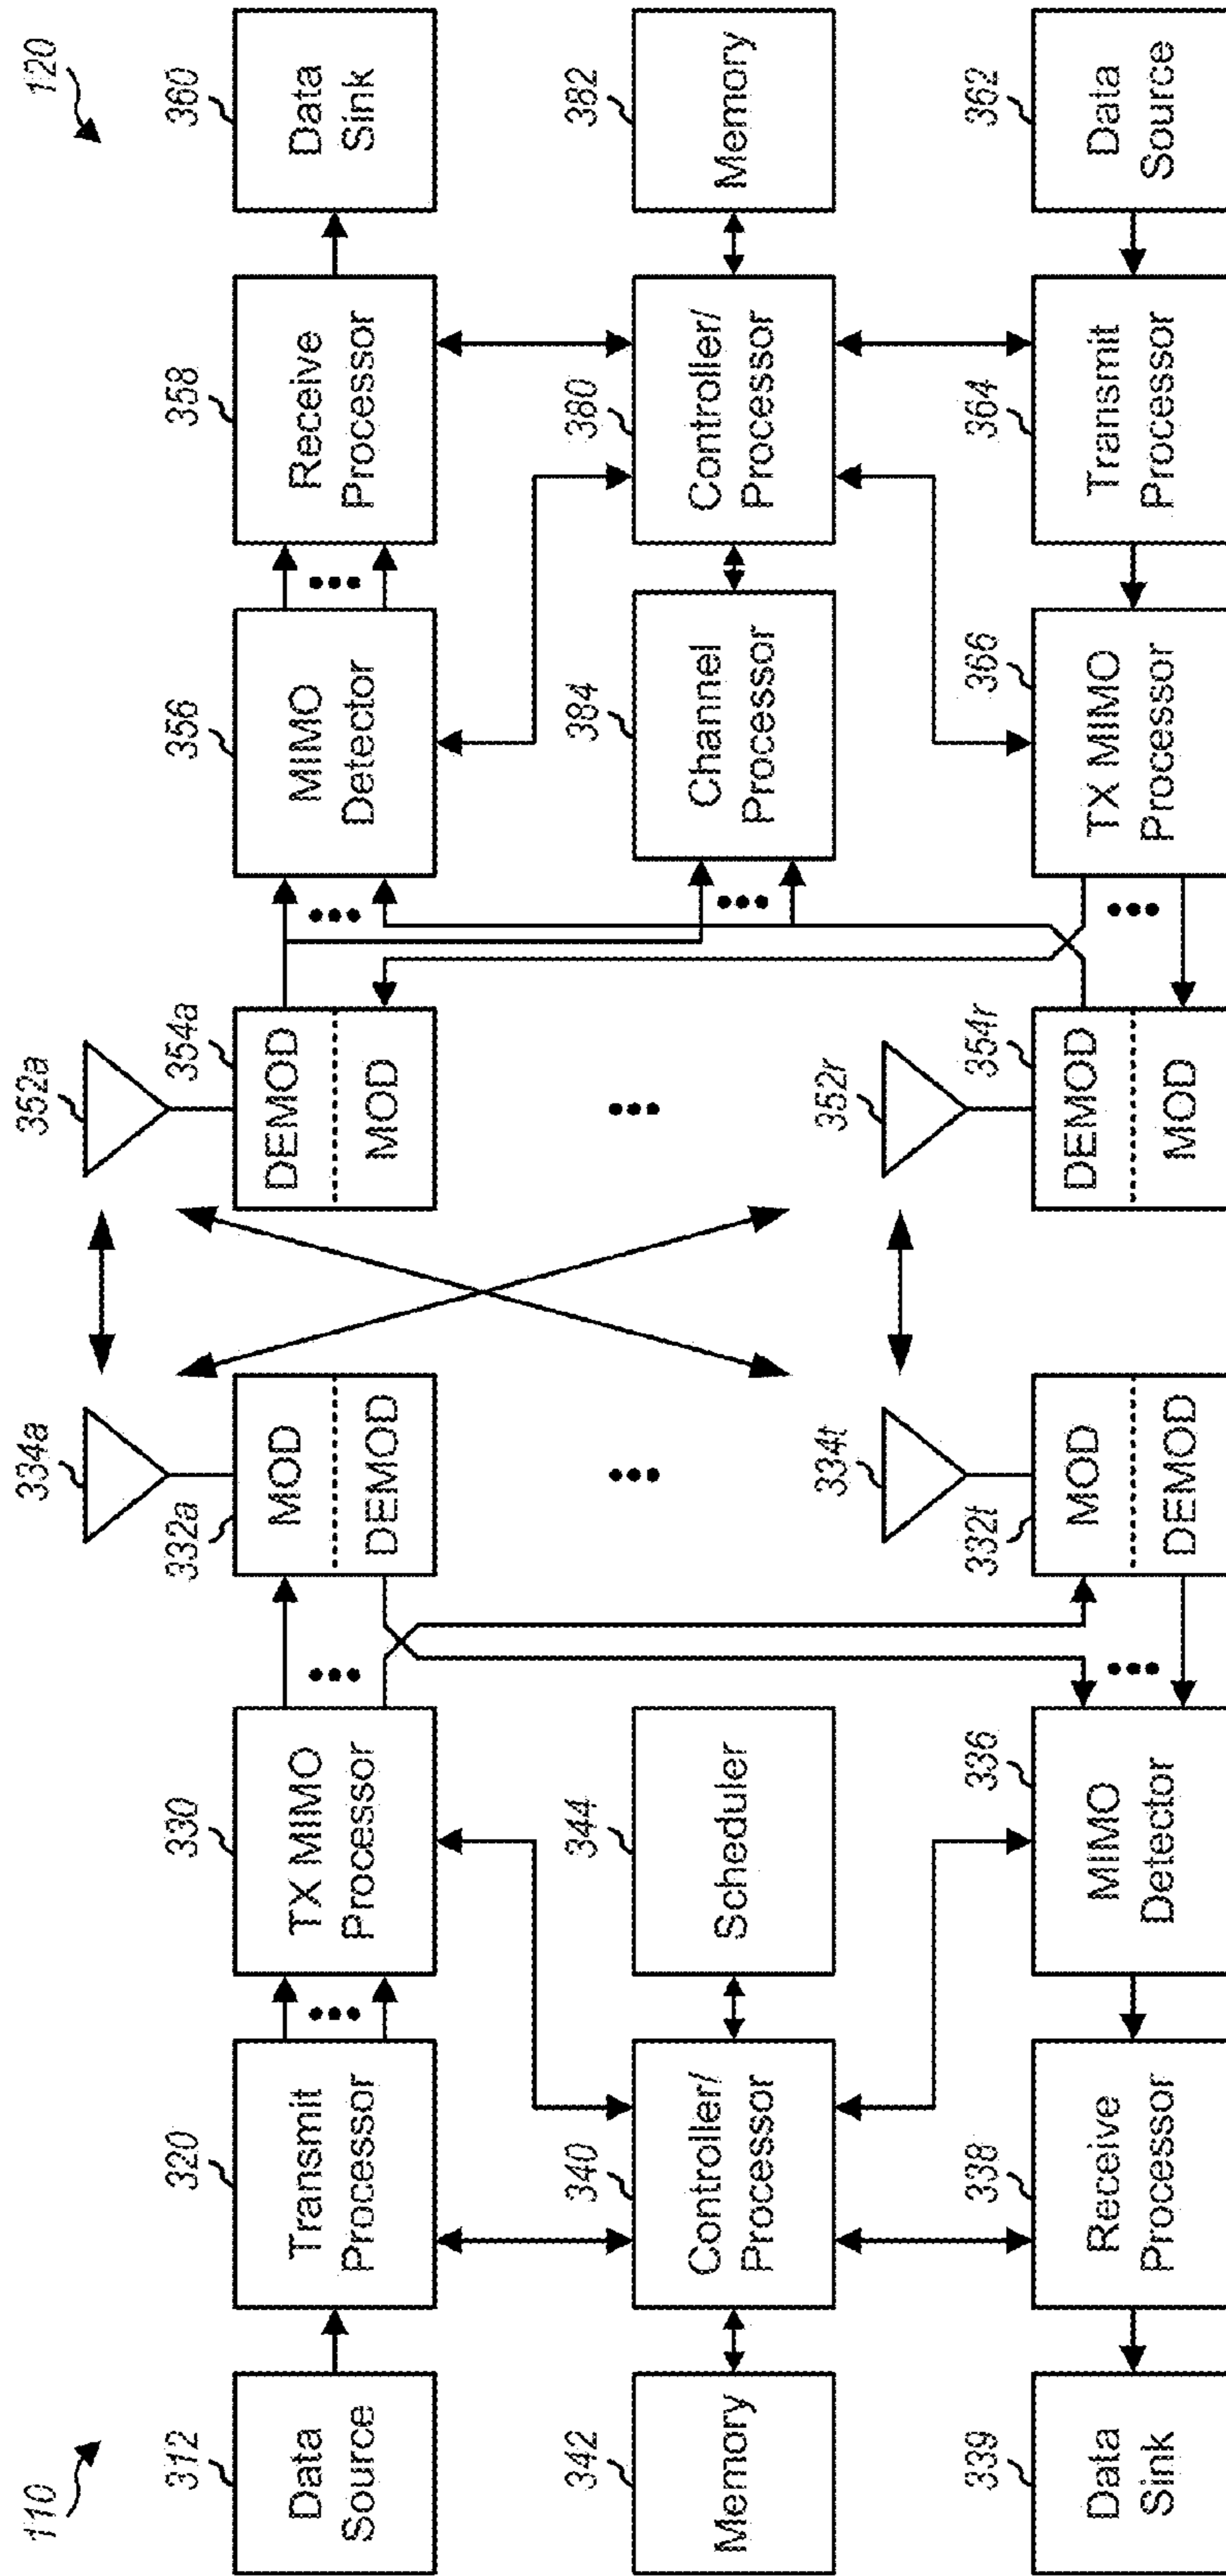 110
120
334a
352a
312
320
330
332a
354a
356
358
360
Data
Source
Transmit
Processor
TX MIMO
Processor
MOD
DEMOD
DEMOD
MOD
MIMO
Detector
Receive
Processor
Data
Sink
342
340
344
384
380
382
Memory
Controller/
Processor
Scheduler
Channel
Processor
Controller/
Processor
Memory
334t
352r
339
338
336
332t
354r
366
364
362
Data
Sink
Receive
Processor
MIMO
Detector
MOD
DEMOD
DEMOD
MOD
TX MIMO
Processor
Transmit
Processor
Data
Source